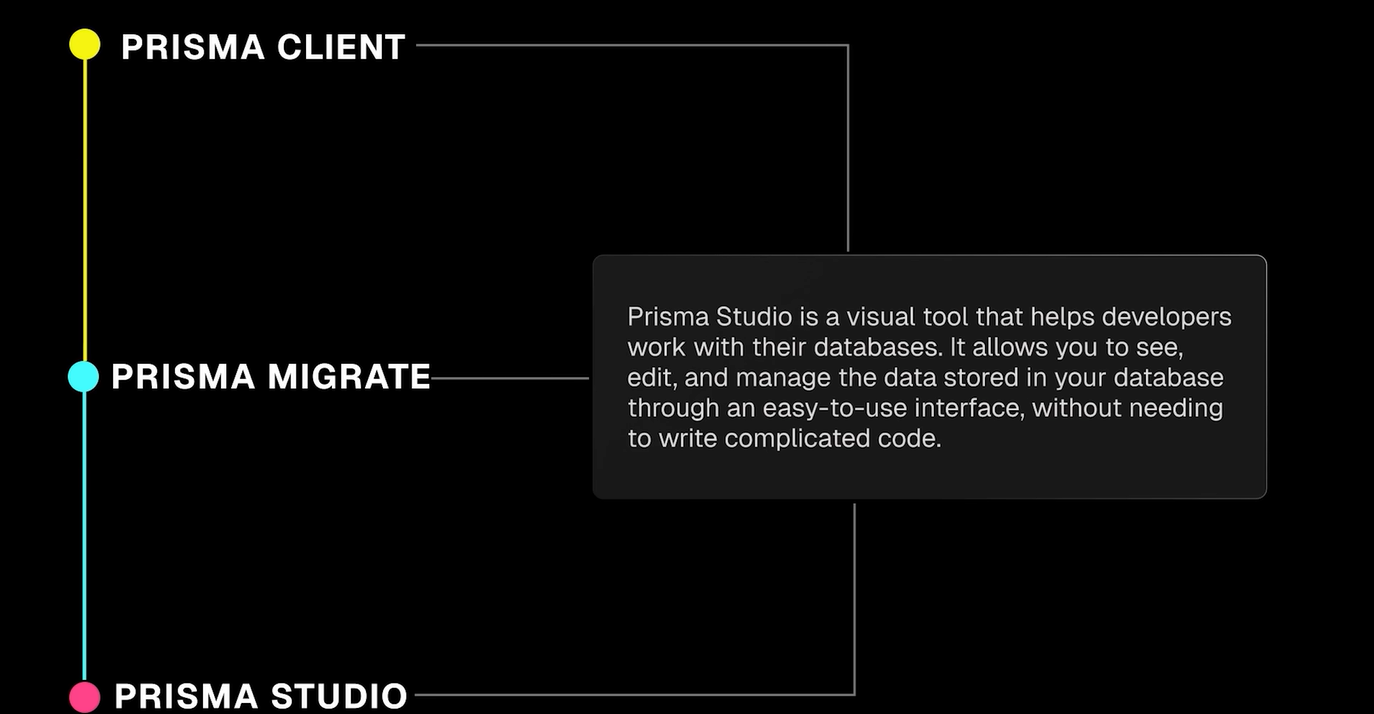 PRISMA CLIENT
Prisma Studio is a visual tool that helps developers
work with their databases. It allows you to see,
edit, and manage the data stored in your database
through an easy-to-use interface, without needing
to write complicated code.
PRISMA MIGRATE
PRISMA STUDIO